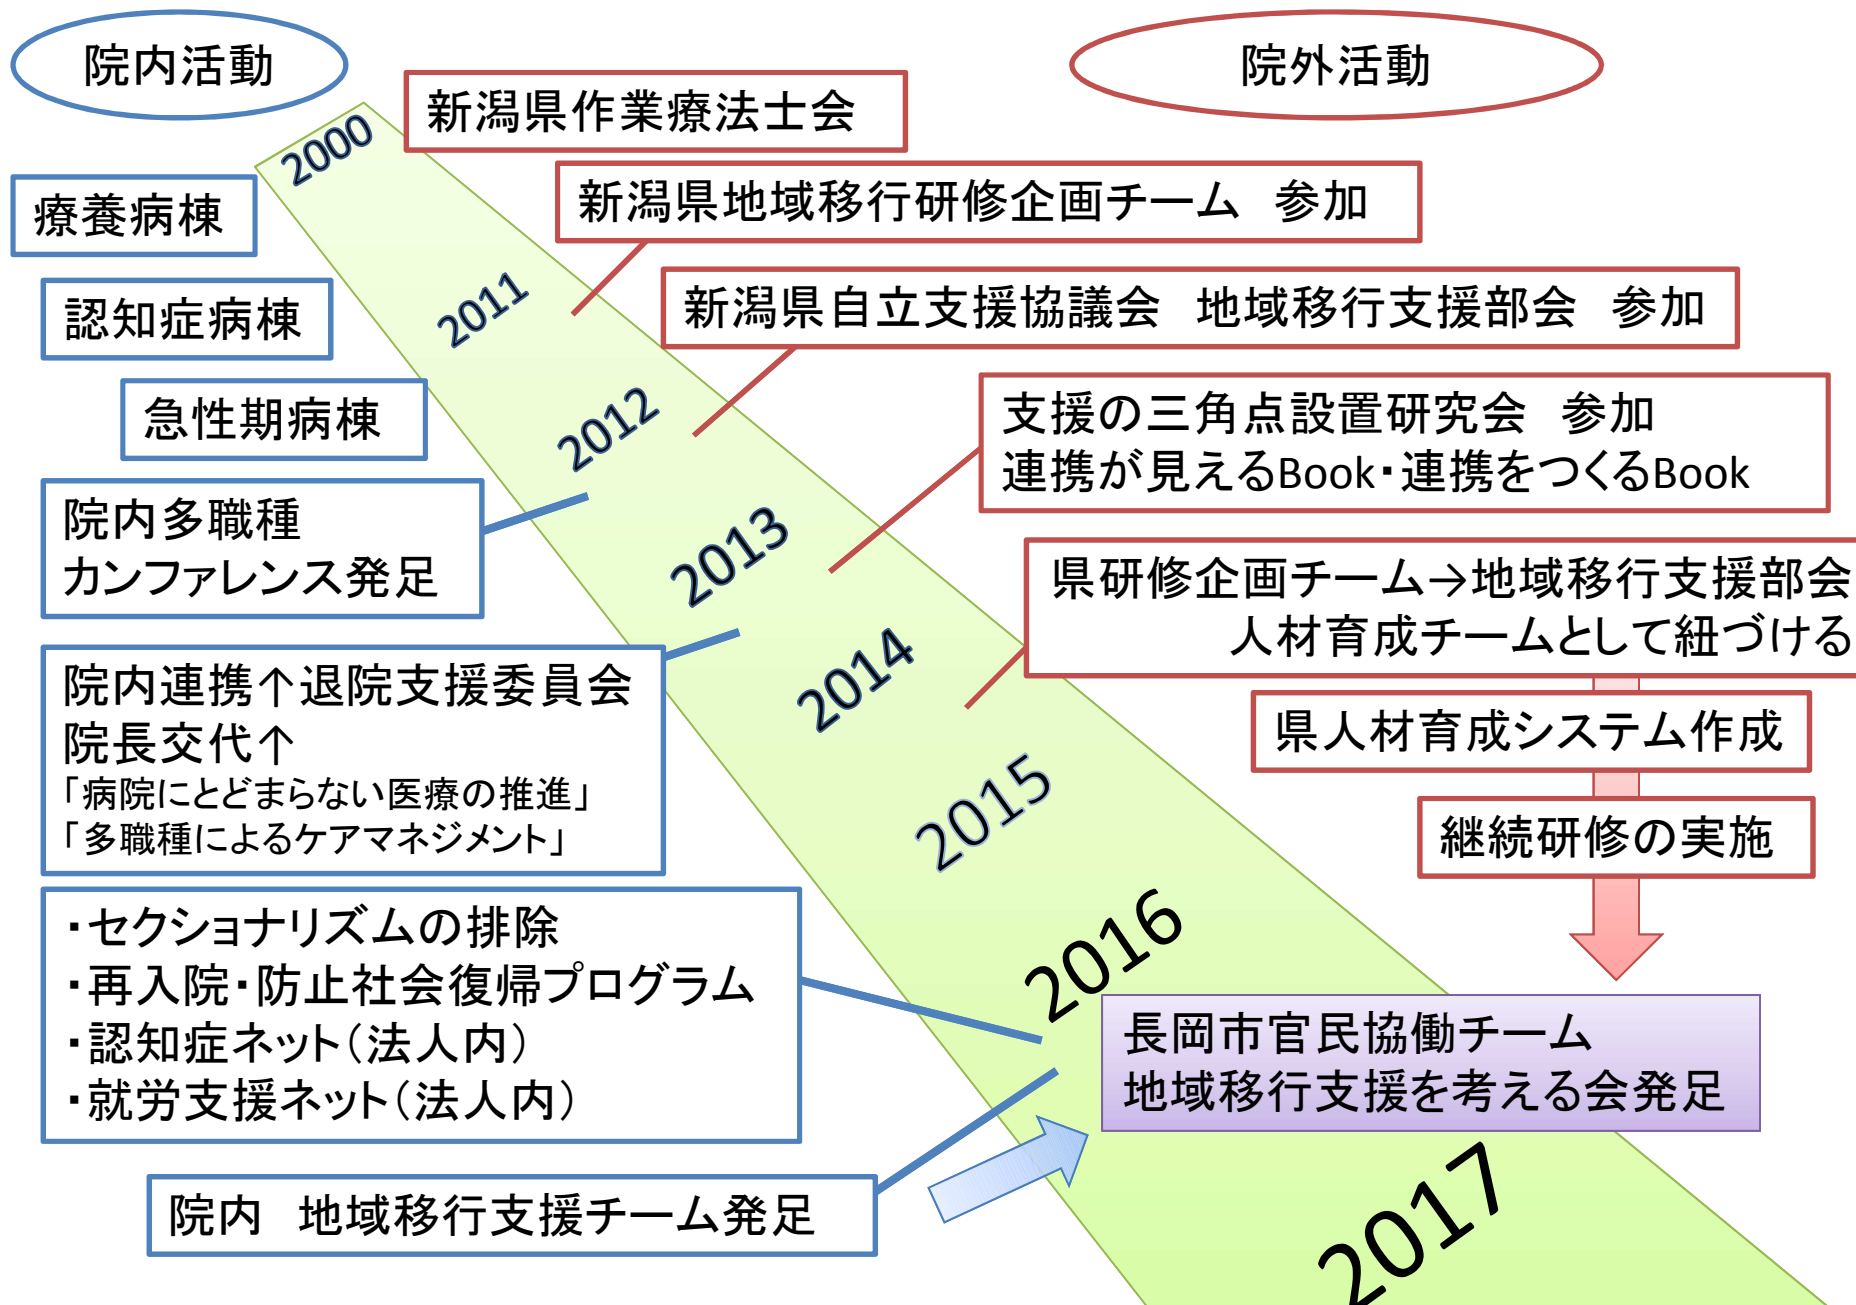 院内活動
院外活動
2000
新潟県作業療法士会
療養病棟
新潟県地域移行研修企画チーム　参加
2011
認知症病棟
新潟県自立支援協議会　地域移行支援部会　参加
急性期病棟
2012
支援の三角点設置研究会　参加
連携が見えるBook・連携をつくるBook
院内多職種
カンファレンス発足
2013
県研修企画チーム→地域移行支援部会
人材育成チームとして紐づける
院内連携↑退院支援委員会
院長交代↑
「病院にとどまらない医療の推進」
「多職種によるケアマネジメント」
2014
県人材育成システム作成
2015
継続研修の実施
・セクショナリズムの排除
・再入院・防止社会復帰プログラム
・認知症ネット（法人内）
・就労支援ネット（法人内）
2016
長岡市官民協働チーム
地域移行支援を考える会発足
院内　地域移行支援チーム発足
2017